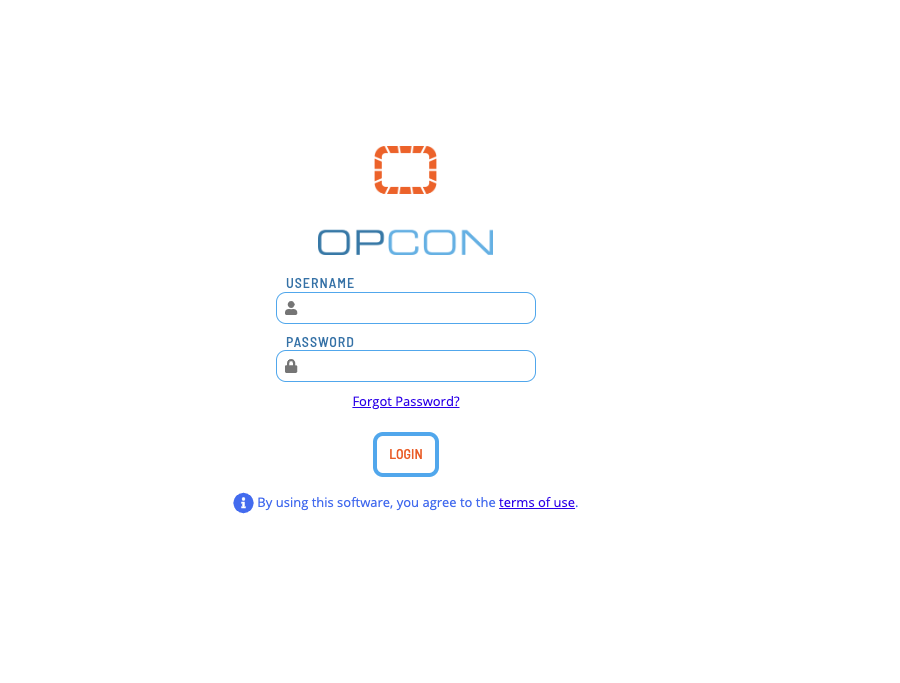 OPCON
USERNAME
PASSWORD
Forgot Password?
LOGIN
By using this software, you agree to the terms of use.